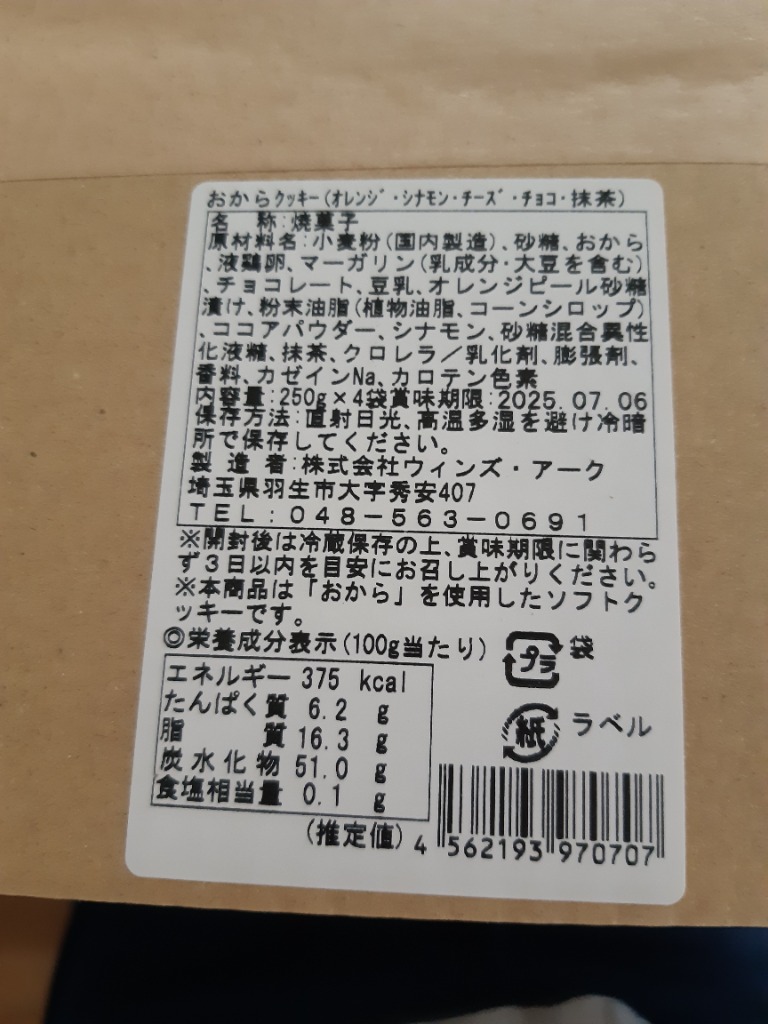 おからクッキー(オレンジ・シナモン・チーズ・チョコ・抹茶)
名　称:焼菓子
原材料名:小麦粉(国内製造)、砂糖、おから
、液鶏卵、マーガリン(乳成分・大豆を含む)
、チョコレート、豆乳、オレンジピール砂糖
漬け、粉末油脂(植物油脂、コーンシロップ)
、ココアパウダー、シナモン、砂糖混合異性
化液糖、抹茶、クロレラ／乳化剤、膨張剤、
香料、カゼインNa、カロテン色素
内容量:250g×4袋賞味期限:2025.07.06
保存方法:直射日光、高温多湿を避け冷暗
所で保存してください。
製 造 者:株式会社ウィンズ・アーク
埼玉県羽生市大字秀安407
ＴＥＬ:０４８－５６３－０６９１
※開封後は冷蔵保存の上、賞味期限に関わら
ず３日以内を目安にお召し上がりください。
※本商品は「おから」を使用したソフトク
ッキーです。
◎栄養成分表示(100g当たり)
エネルギー 375 kcal
たんぱく質 6.2 g
脂　　質 16.3 g
炭水化物 51.0 g
食塩相当量 0.1 g
(推定値)
プラ 袋
紙 ラベル
4 562193 970707